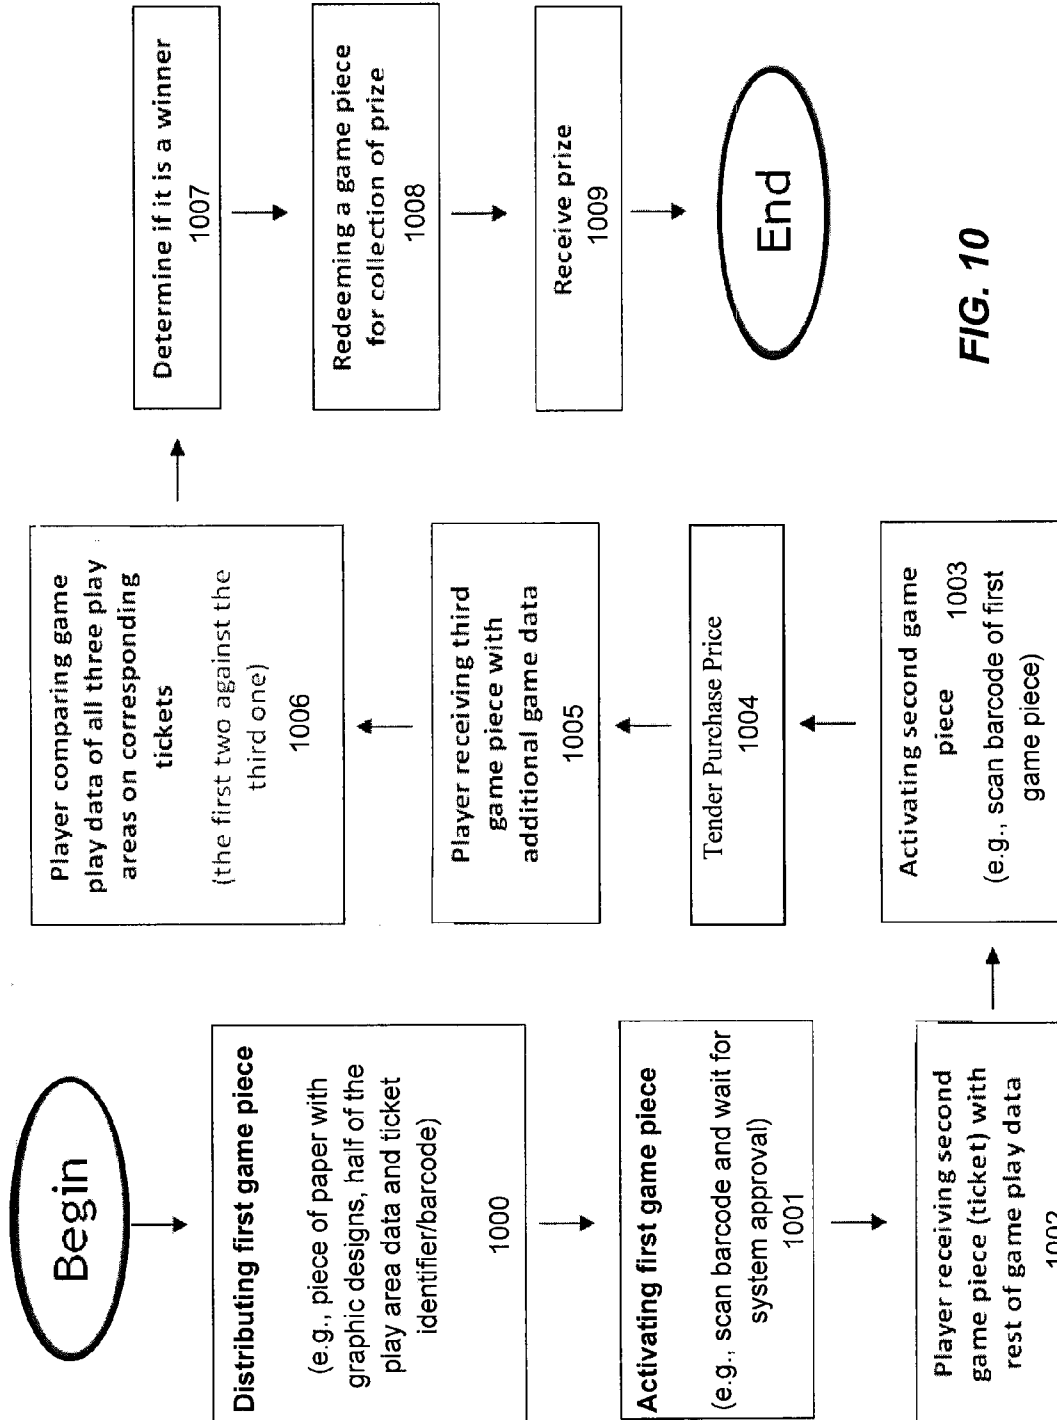 Begin
Distributing first game piece
(e.g., piece of paper with
graphic designs, half of the
play area data and ticket
identifier/barcode)
1000
Activating first game piece
(e.g., scan barcode and wait for
system approval)
1001
Player receiving second
game piece (ticket) with
rest of game play data
1002
Activating second game
piece 1003
(e.g., scan barcode of first
game piece)
Tender Purchase Price
1004
Player receiving third
game piece with
additional game data
1005
Player comparing game
play data of all three play
areas on corresponding
tickets
(the first two against the
third one)
1006
Determine if it is a winner
1007
Redeeming a game piece
for collection of prize
1008
Receive prize
1009
End
FIG. 10